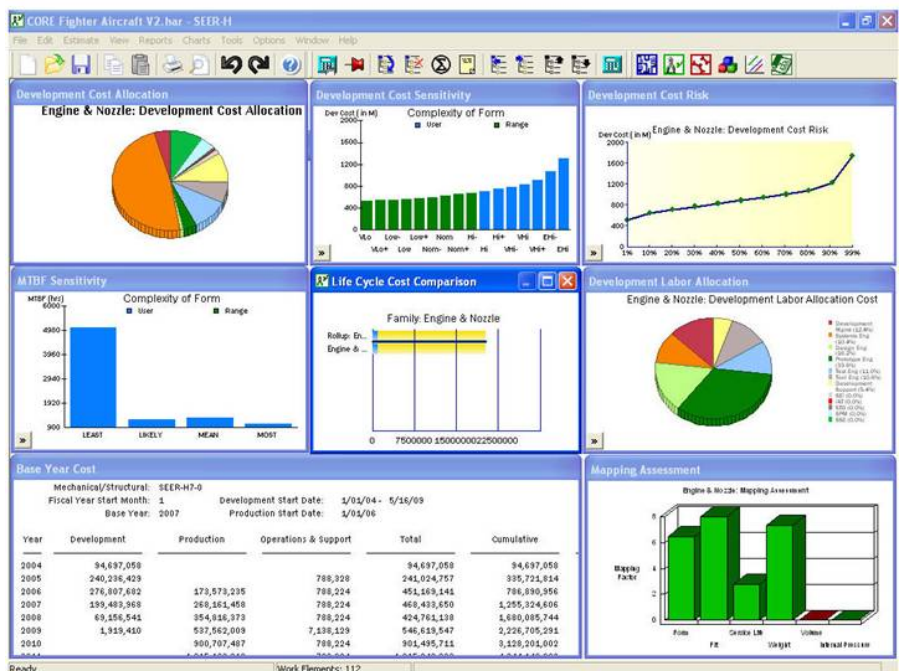 CORE Fighter Aircraft V2.har - SEER-H
File Edit Estimate View Reports Charts Tools Options Window Help
Development Cost Allocation
Engine & Nozzle: Development Cost Allocation
Development Cost Sensitivity
Dev Cost ( in M) Complexity of Form
User Range
2000
1600
1200
800
400
0
VLo Low- Low+ Nom Hi- Hi+ VHi EHi-
VLo+ Low Nom- Nom+ Hi VHi- VHi+ EHi
Development Cost Risk
Engine & Nozzle: Development Cost Risk
Dev Cost ( in M)
2000
1600
1200
800
400
0
1% 10% 20% 30% 40% 50% 60% 70% 80% 90% 99%
MTBF Sensitivity
MTBF (hrs) Complexity of Form
User Range
6000
4980
3960
2940
1920
900
LEAST LIKELY MEAN MOST
Life Cycle Cost Comparison
Family: Engine & Nozzle
Rollup: En...
Engine & ...
0 7500000 15000000 22500000
Development Labor Allocation
Engine & Nozzle: Development Labor Allocation Cost
Development
Systems Eng
Design Eng
Prototype Eng
Test Eng (11.0%)
Development
Support
Base Year Cost
Mechanical/Structural: SEER-H7-0
Fiscal Year Start Month: 1 Development Start Date: 1/01/04 - 5/16/09
Base Year: 2007 Production Start Date: 1/01/06
Year Development Production Operations & Support Total Cumulative
2004 94,697,058 94,697,058 94,697,058
2005 240,236,429 788,328 241,024,757 335,721,814
2006 276,807,682 173,573,235 788,224 451,169,141 786,890,956
2007 199,483,968 268,161,458 788,224 468,433,650 1,255,324,606
2008 69,156,541 354,816,373 788,224 424,761,138 1,680,085,744
2009 1,919,410 537,562,009 7,138,129 546,619,547 2,226,705,291
2010 900,707,487 788,224 901,495,711 3,128,201,002
Mapping Assessment
Engine & Nozzle: Mapping Assessment
Mapping
Factor
8
6
4
2
Form Service Life Volume
Fit Weight Internal Pressure
Ready Work Elements: 112